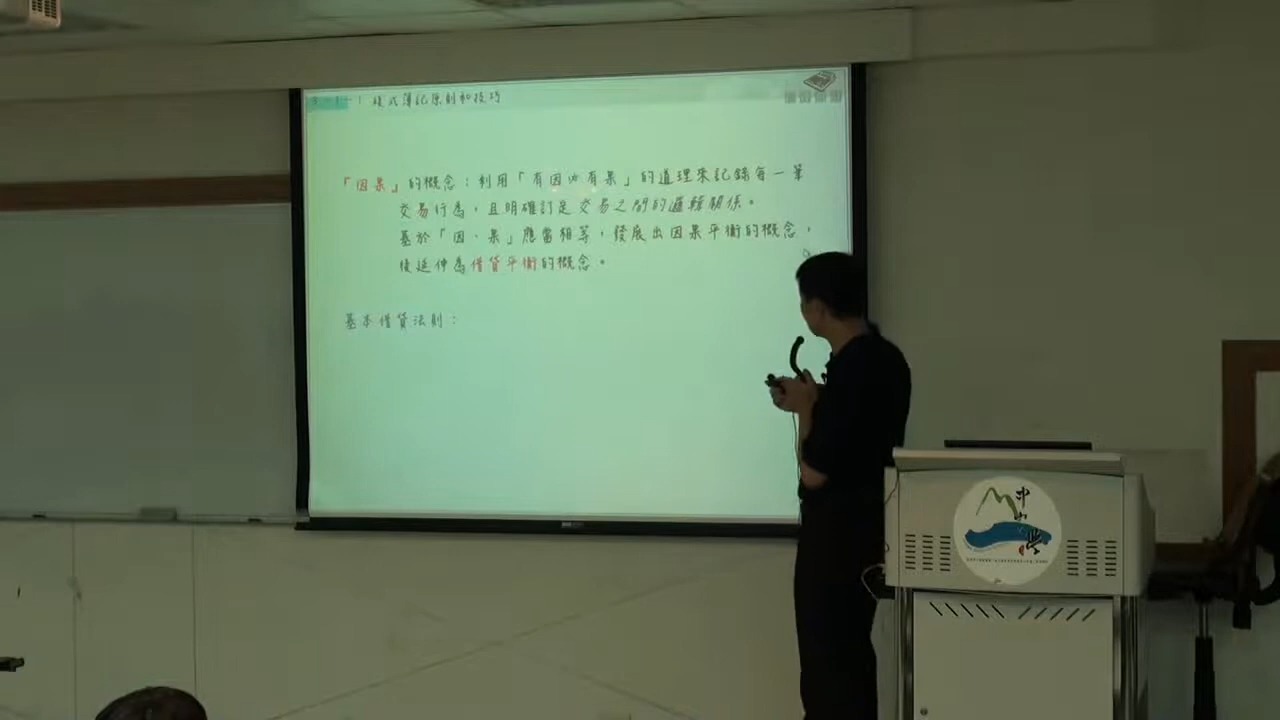 複式簿記原則和技巧
「因果」的概念：利用「有因必有果」的道理來記錄每一筆
交易行為，且明確訂定交易之間的邏輯關係。
基於「因、果」應當相等，發展出因果平衡的概念，
後延伸為借貸平衡的概念。
基本借貸法則：
中山學